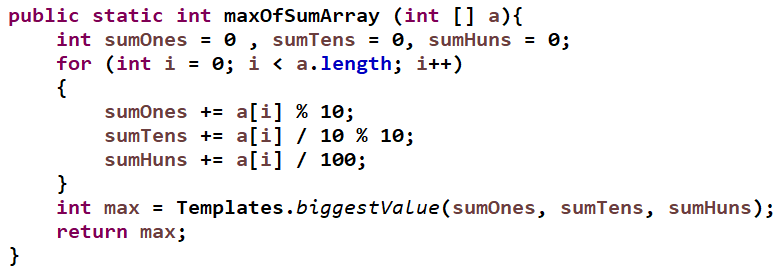 public static int maxOfSumArray (int [] a){
int sumOnes = 0 , sumTens = 0, sumHuns = 0;
for (int i = 0; i < a.length; i++)
{
sumOnes += a[i] % 10;
sumTens += a[i] / 10 % 10;
sumHuns += a[i] / 100;
}
int max = Templates.biggestValue(sumOnes, sumTens, sumHuns);
return max;
}